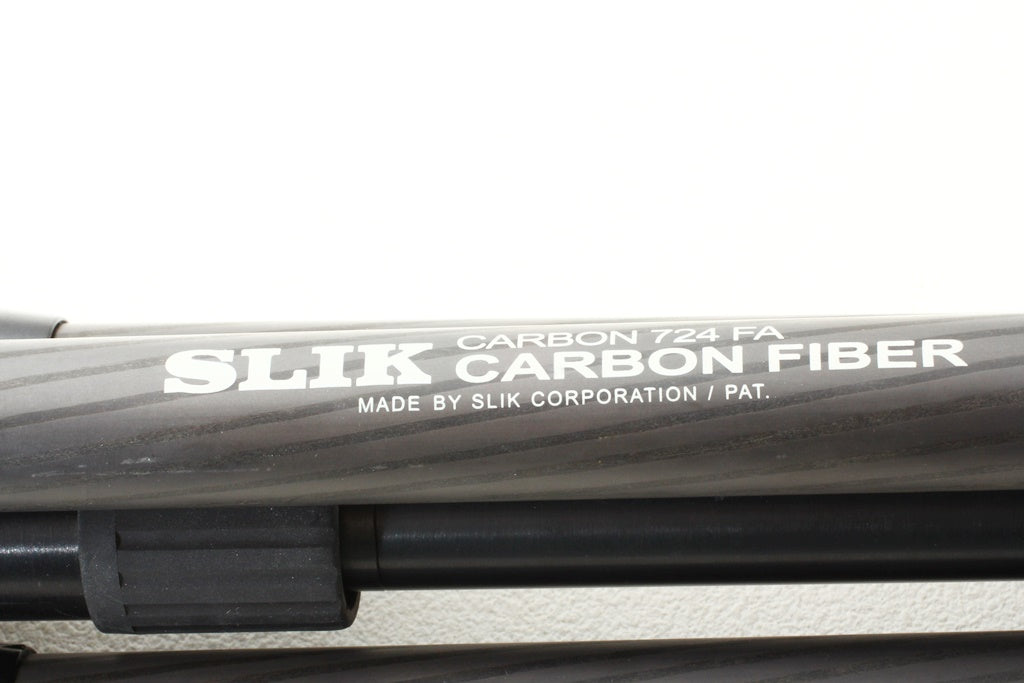 SLIK CARBON 724 FA
CARBON FIBER
MADE BY SLIK CORPORATION / PAT.